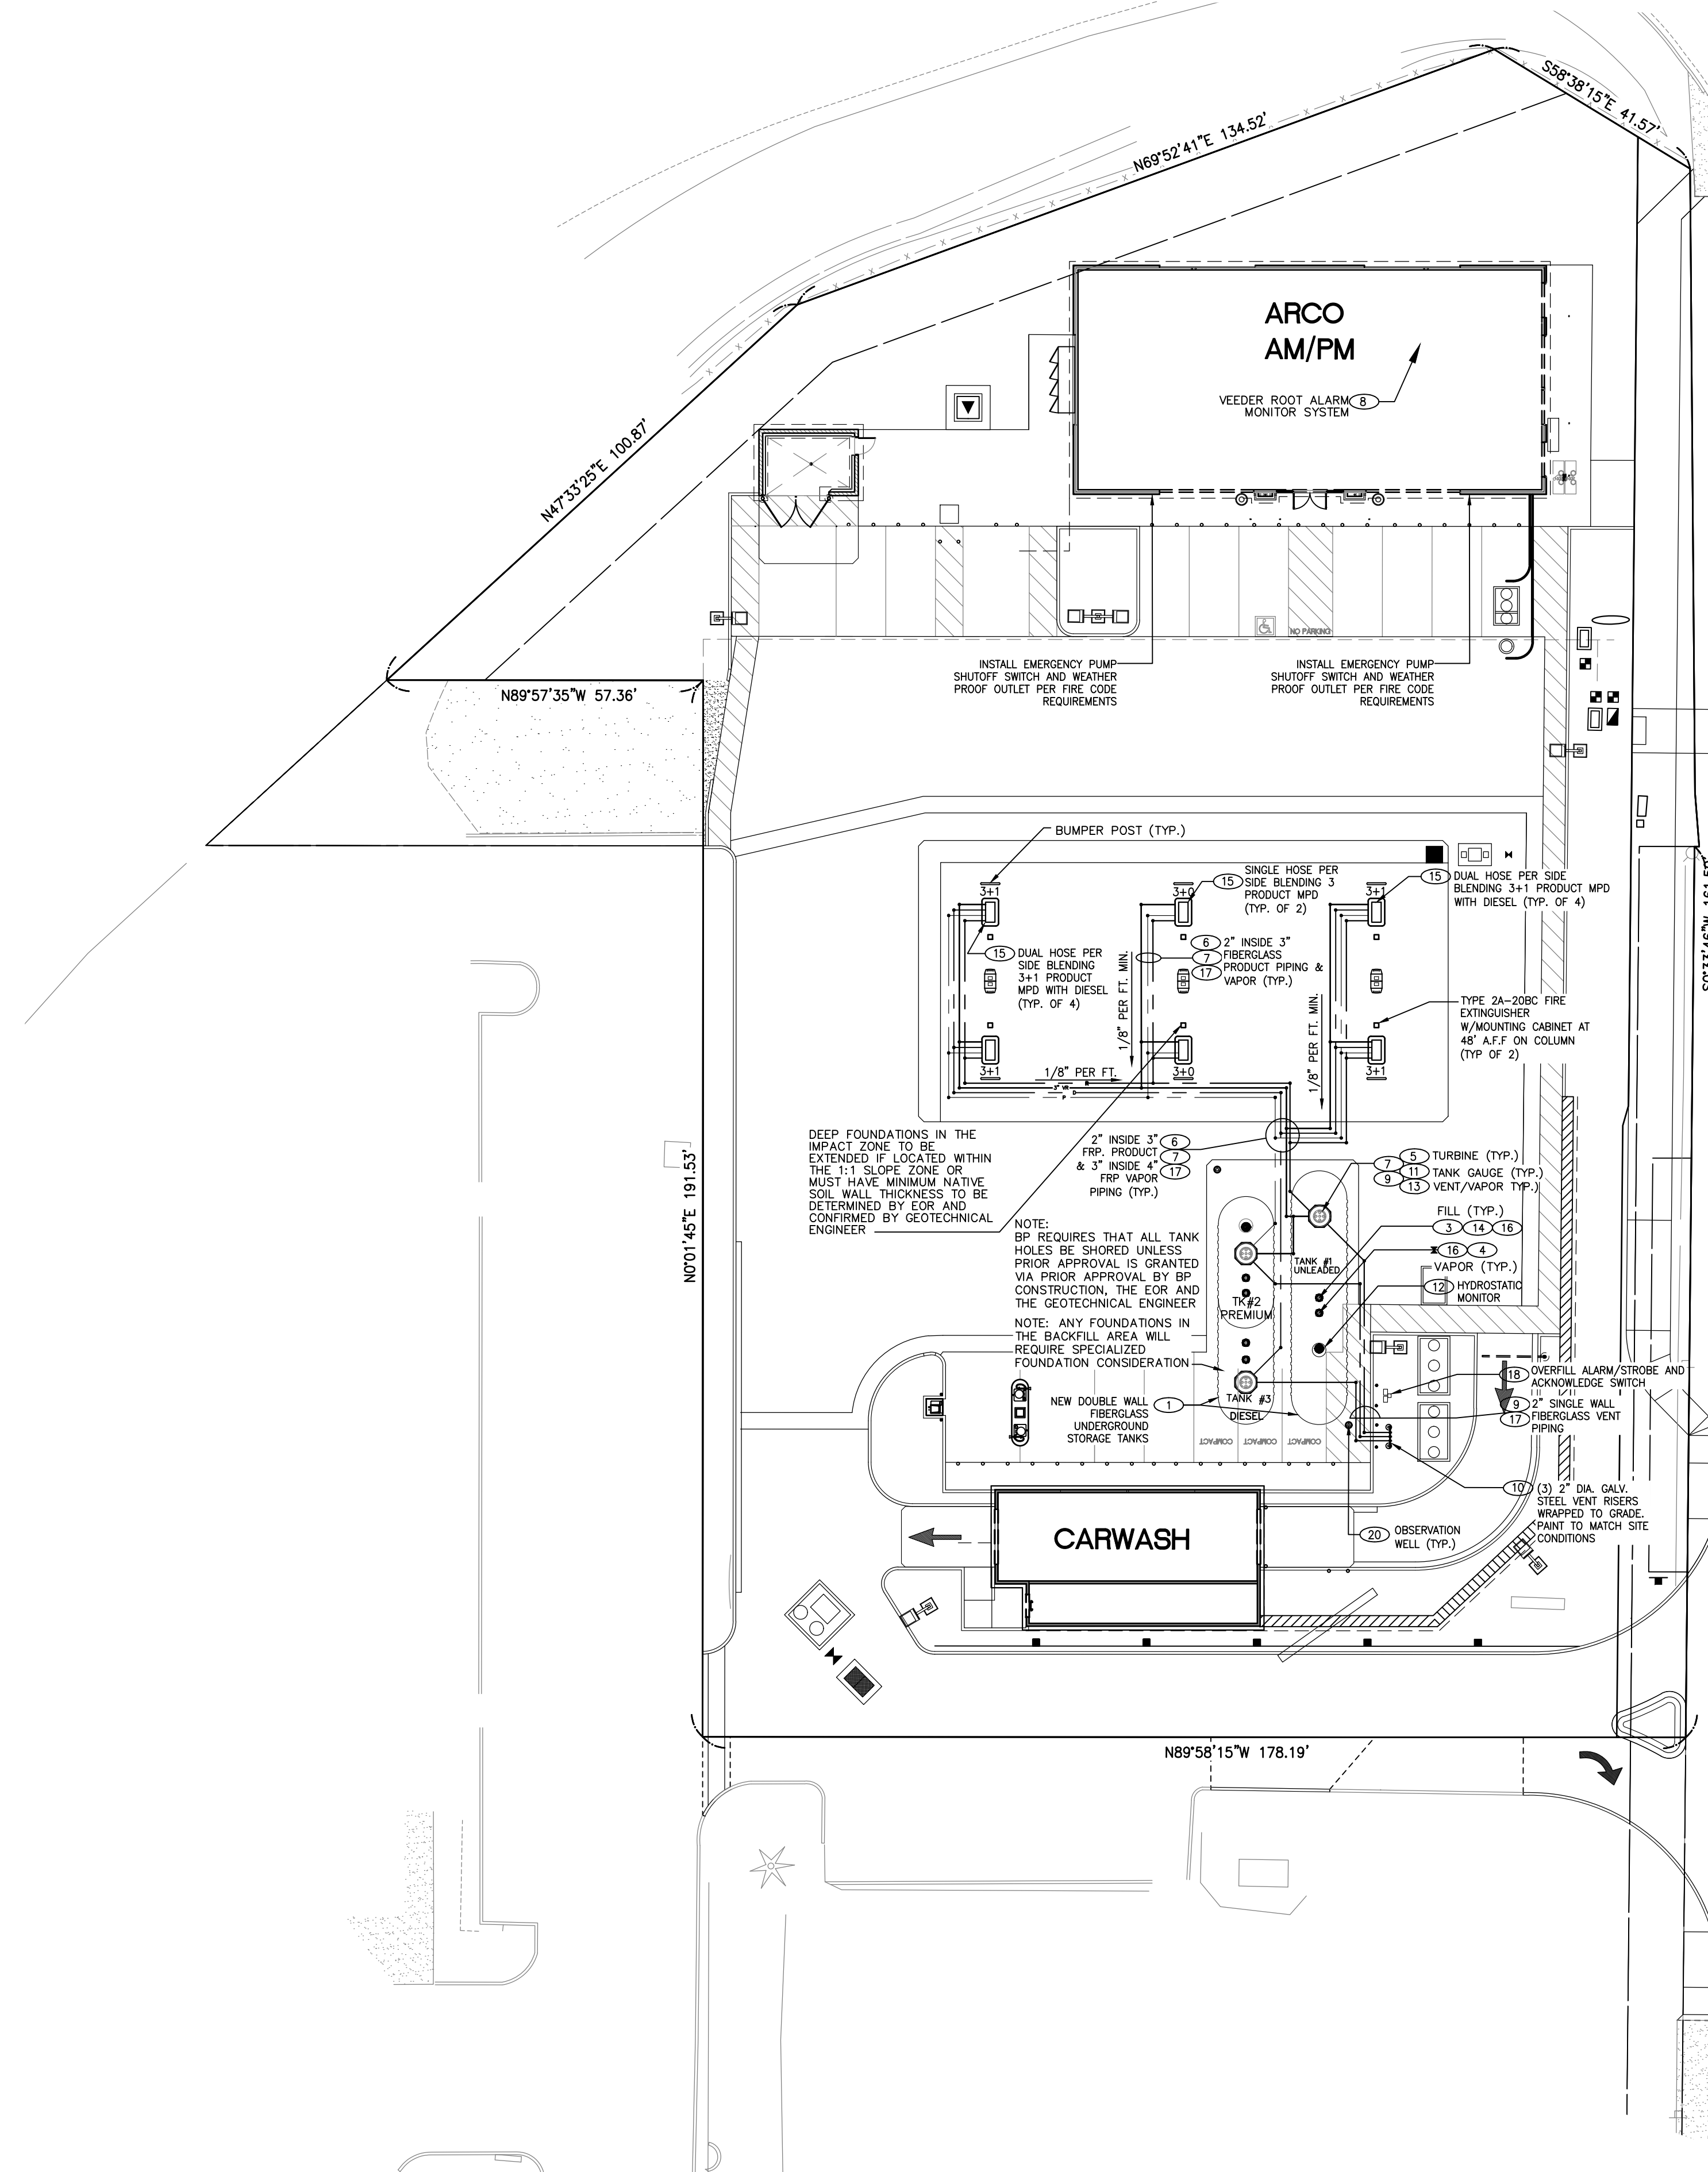 S58°38'15"E 41.57'
N69°52'41"E 134.52'
ARCO
AM/PM
VEEDER ROOT ALARM 8
MONITOR SYSTEM
N47°33'25"E 100.87'
NO PARKING
INSTALL EMERGENCY PUMP
SHUTOFF SWITCH AND WEATHER
PROOF OUTLET PER FIRE CODE
REQUIREMENTS
INSTALL EMERGENCY PUMP
SHUTOFF SWITCH AND WEATHER
PROOF OUTLET PER FIRE CODE
REQUIREMENTS
N89°57'35"W 57.36'
BUMPER POST (TYP.)
3+1
3+0
3+1
15 SINGLE HOSE PER
SIDE BLENDING 3
PRODUCT MPD
(TYP. OF 2)
15 DUAL HOSE PER SIDE
BLENDING 3+1 PRODUCT MPD
WITH DIESEL (TYP. OF 4)
15 DUAL HOSE PER
SIDE BLENDING
3+1 PRODUCT
MPD WITH DIESEL
(TYP. OF 4)
6 2" INSIDE 3"
7 FIBERGLASS
17 PRODUCT PIPING &
VAPOR (TYP.)
1/8" PER FT. MIN.
1/8" PER FT. MIN.
TYPE 2A-20BC FIRE
EXTINGUISHER
W/MOUNTING CABINET AT
48' A.F.F ON COLUMN
(TYP OF 2)
3+1
3+0
3+1
1/8" PER FT.
3" VR
D
P
DEEP FOUNDATIONS IN THE
IMPACT ZONE TO BE
EXTENDED IF LOCATED WITHIN
THE 1:1 SLOPE ZONE OR
MUST HAVE MINIMUM NATIVE
SOIL WALL THICKNESS TO BE
DETERMINED BY EOR AND
CONFIRMED BY GEOTECHNICAL
ENGINEER
2" INSIDE 3" 6
FRP. PRODUCT 7
& 3" INSIDE 4" 17
FRP VAPOR
PIPING (TYP.)
5 TURBINE (TYP.)
7 11 TANK GAUGE (TYP.)
9 13 VENT/VAPOR TYP.)
FILL (TYP.)
3 14 16
16 4
VAPOR (TYP.)
12 HYDROSTATIC
MONITOR
N0°01'45"E 191.53'
NOTE:
BP REQUIRES THAT ALL TANK
HOLES BE SHORED UNLESS
PRIOR APPROVAL IS GRANTED
VIA PRIOR APPROVAL BY BP
CONSTRUCTION, THE EOR AND
THE GEOTECHNICAL ENGINEER
NOTE: ANY FOUNDATIONS IN
THE BACKFILL AREA WILL
REQUIRE SPECIALIZED
FOUNDATION CONSIDERATION
TANK #1
UNLEADED
TK#2
PREMIUM
TANK #3
DIESEL
NEW DOUBLE WALL 1
FIBERGLASS
UNDERGROUND
STORAGE TANKS
COMPACT
COMPACT
COMPACT
18 OVERFILL ALARM/STROBE AND
ACKNOWLEDGE SWITCH
9 2" SINGLE WALL
17 FIBERGLASS VENT
PIPING
10 (3) 2" DIA. GALV.
STEEL VENT RISERS
WRAPPED TO GRADE.
PAINT TO MATCH SITE
CONDITIONS
20 OBSERVATION
WELL (TYP.)
CARWASH
N89°58'15"W 178.19'